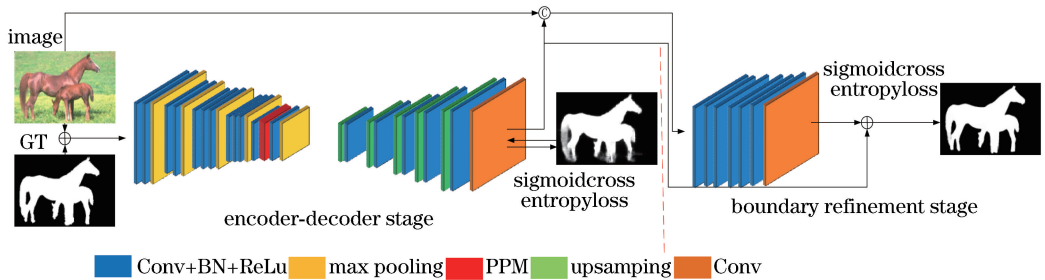 image
GT
C
sigmoidcross
entropyloss
sigmoidcross
entropyloss
encoder-decoder stage
boundary refinement stage
Conv+BN+ReLu
max pooling
PPM
upsamping
Conv